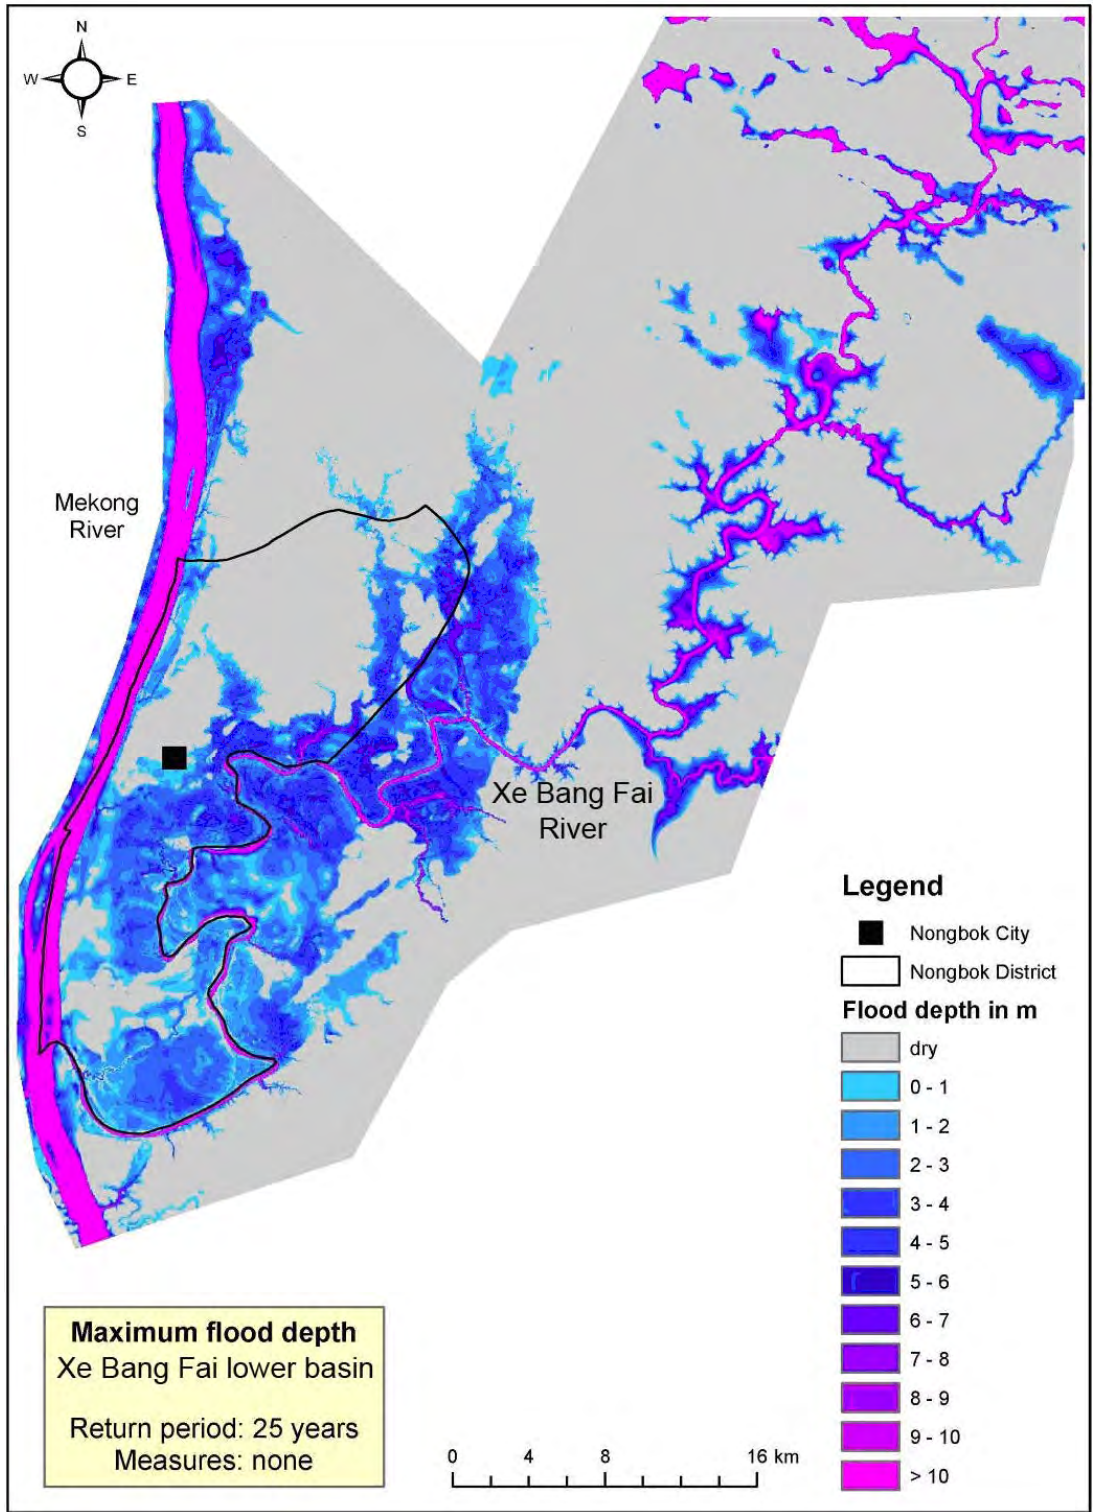 N
W
E
S
Mekong
River
Xe Bang Fai
River
Legend
Nongbok City
Nongbok District
Flood depth in m
dry
0 - 1
1 - 2
2 - 3
3 - 4
4 - 5
5 - 6
6 - 7
7 - 8
8 - 9
9 - 10
> 10
Maximum flood depth
Xe Bang Fai lower basin
Return period: 25 years
Measures: none
0 4 8 16 km